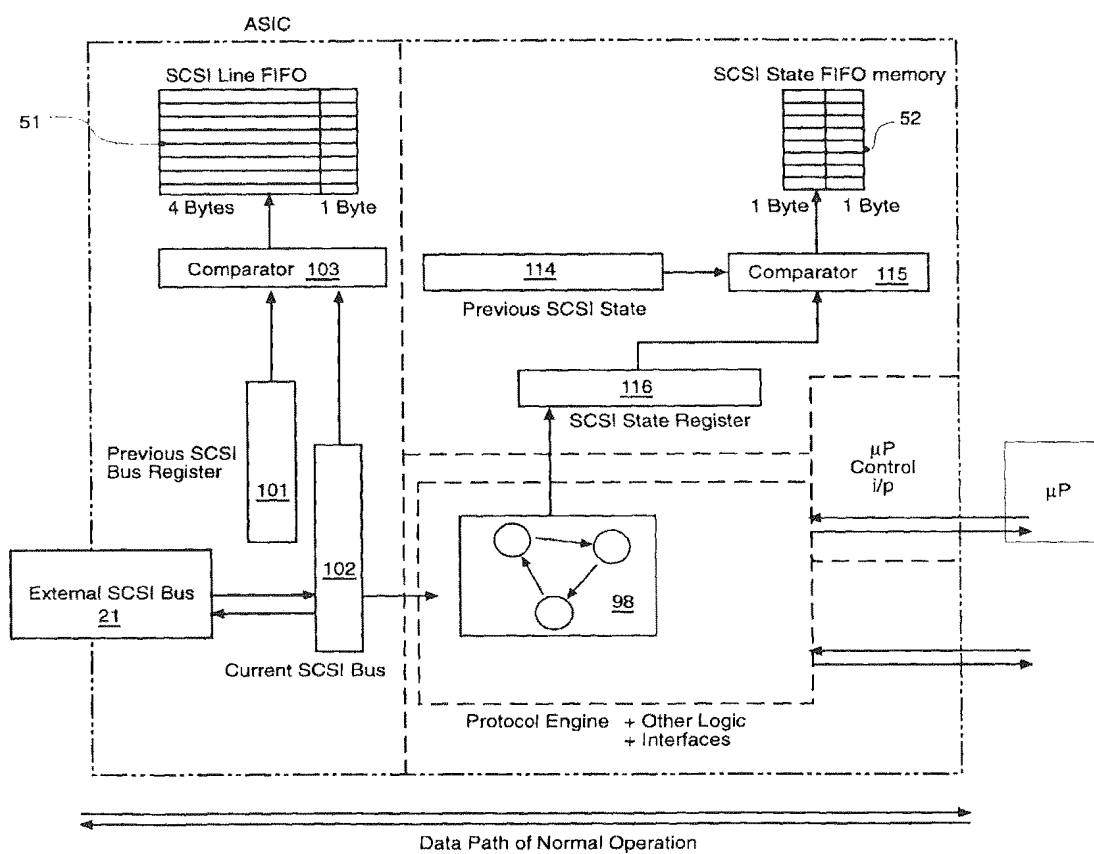 ASIC
SCSI Line FIFO
SCSI State FIFO memory
51
52
4 Bytes
1 Byte
1 Byte
1 Byte
Comparator 103
114
Comparator 115
Previous SCSI State
116
SCSI State Register
Previous SCSI
Bus Register
101
µP
Control
i/p
µP
102
External SCSI Bus
21
98
Current SCSI Bus
Protocol Engine + Other Logic
+ Interfaces
Data Path of Normal Operation